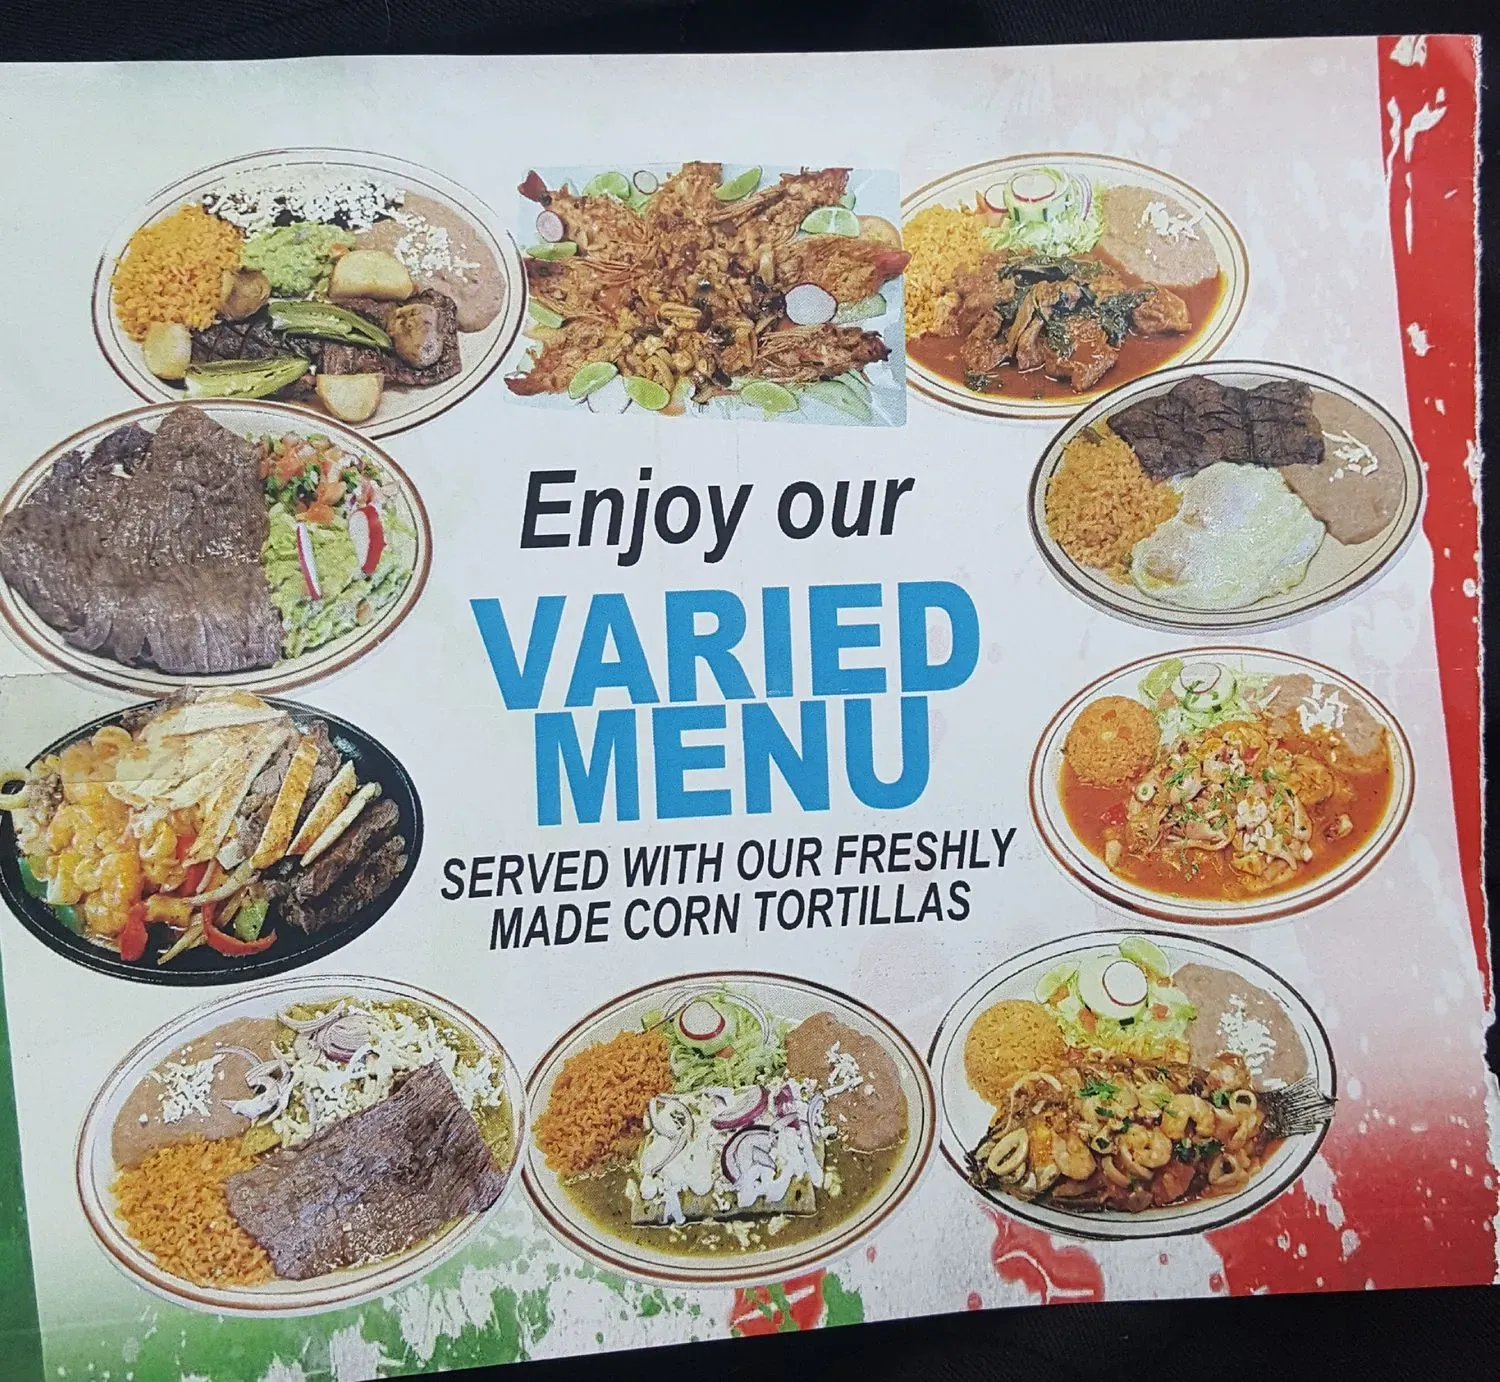 Enjoy our
VARIED
MENU
SERVED WITH OUR FRESHLY
MADE CORN TORTILLAS